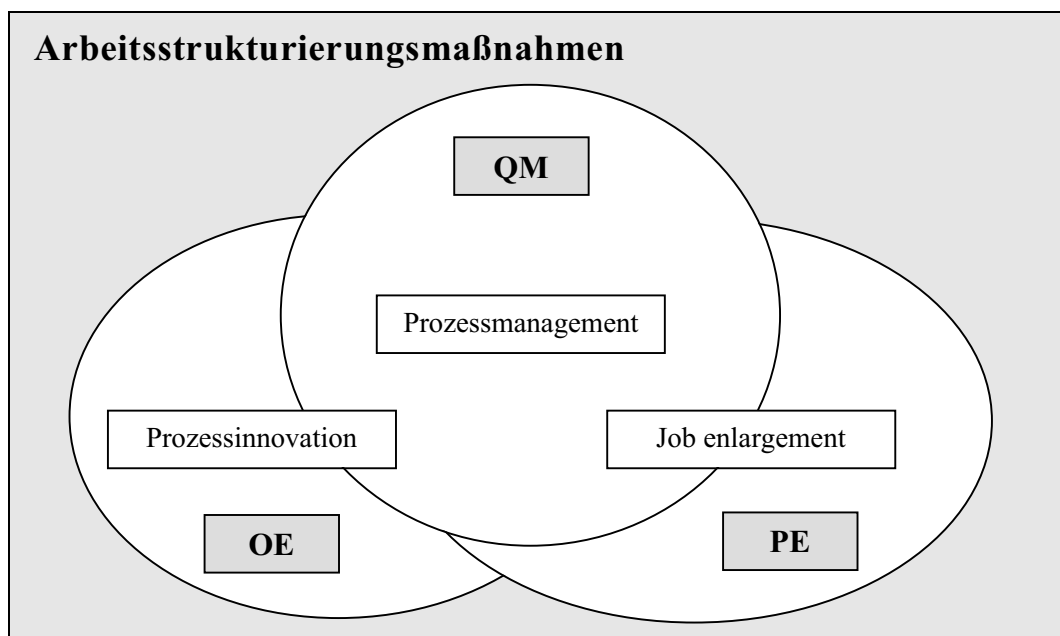 Arbeitsstrukturierungsmaßnahmen
QM
Prozessmanagement
Prozessinnovation
Job enlargement
OE
PE